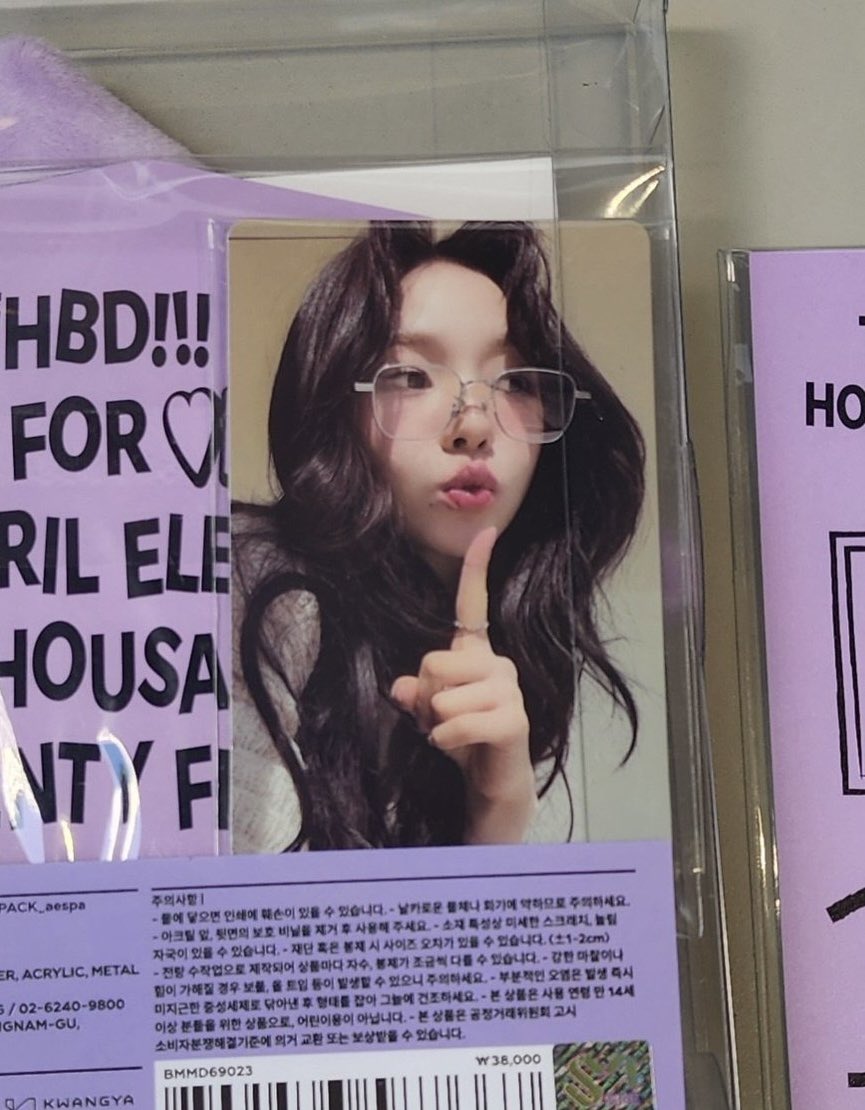 HBD!!!
FOR
RIL ELE
HOUSA
NTY F
PACK_aespa
ER, ACRYLIC, METAL
/ 02-6240-9800
GNAM-GU,
KWANGYA
주의사항 |
- 물에 닿으면 인쇄에 훼손이 있을 수 있습니다. - 날카로운 물체나 화기에 약하므로 주의하세요.
- 아크릴 앞, 뒷면의 보호 비닐을 제거 후 사용해 주세요. - 소재 특성상 미세한 스크래치, 눌림
자국이 있을 수 있습니다. - 재단 혹은 봉제 시 사이즈 오차가 있을 수 있습니다. (±1-2cm)
- 전량 수작업으로 제작되어 상품마다 자수, 봉제가 조금씩 다를 수 있습니다. - 강한 마찰이나
힘이 가해질 경우 보풀, 올 트임 등이 발생할 수 있으니 주의하세요. - 부분적인 오염은 발생 즉시
미지근한 중성세제로 닦아낸 후 형태를 잡아 그늘에 건조하세요. - 본 상품은 사용 연령 만 14세
이상 분들을 위한 상품으로, 어린이용이 아닙니다. - 본 상품은 공정거래위원회 고시
소비자분쟁해결기준에 의거 교환 또는 보상받을 수 있습니다.
BMMD69023
₩38,000
HO